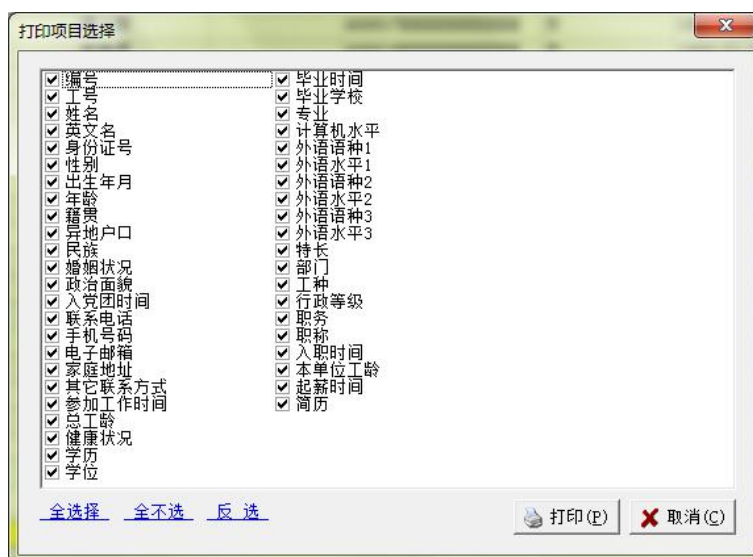 打印项目选择
编号
工号
姓名
英文名
身份证号
性别
出生年月
年龄
籍贯
异地户口
民族
婚姻状况
政治面貌
入党团时间
联系电话
手机号码
电子邮箱
家庭地址
其它联系方式
参加工作时间
总工龄
健康状况
学历
学位
毕业时间
毕业学校
专业
计算机水平
外语语种1
外语水平1
外语语种2
外语水平2
外语语种3
外语水平3
特长
部门
工种
行政等级
职务
职称
入职时间
本单位工龄
起薪时间
简历
全选择 全不选 反 选 打印(P) 取消(C)